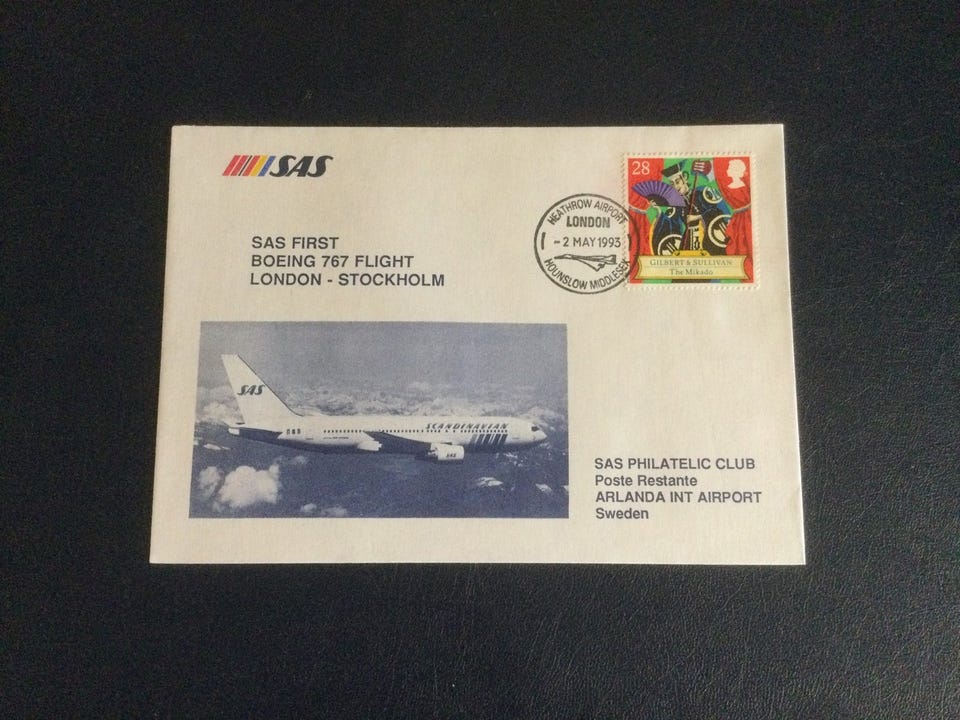 SAS
SAS FIRST
BOEING 767 FLIGHT
LONDON - STOCKHOLM
HEATHROW AIRPORT
LONDON
- 2 MAY 1993
HOUNSLOW MIDDLESEX
28
GILBERT & SULLIVAN
The Mikado
SAS
SCANDINAVIAN
SAS
SAS PHILATELIC CLUB
Poste Restante
ARLANDA INT AIRPORT
Sweden